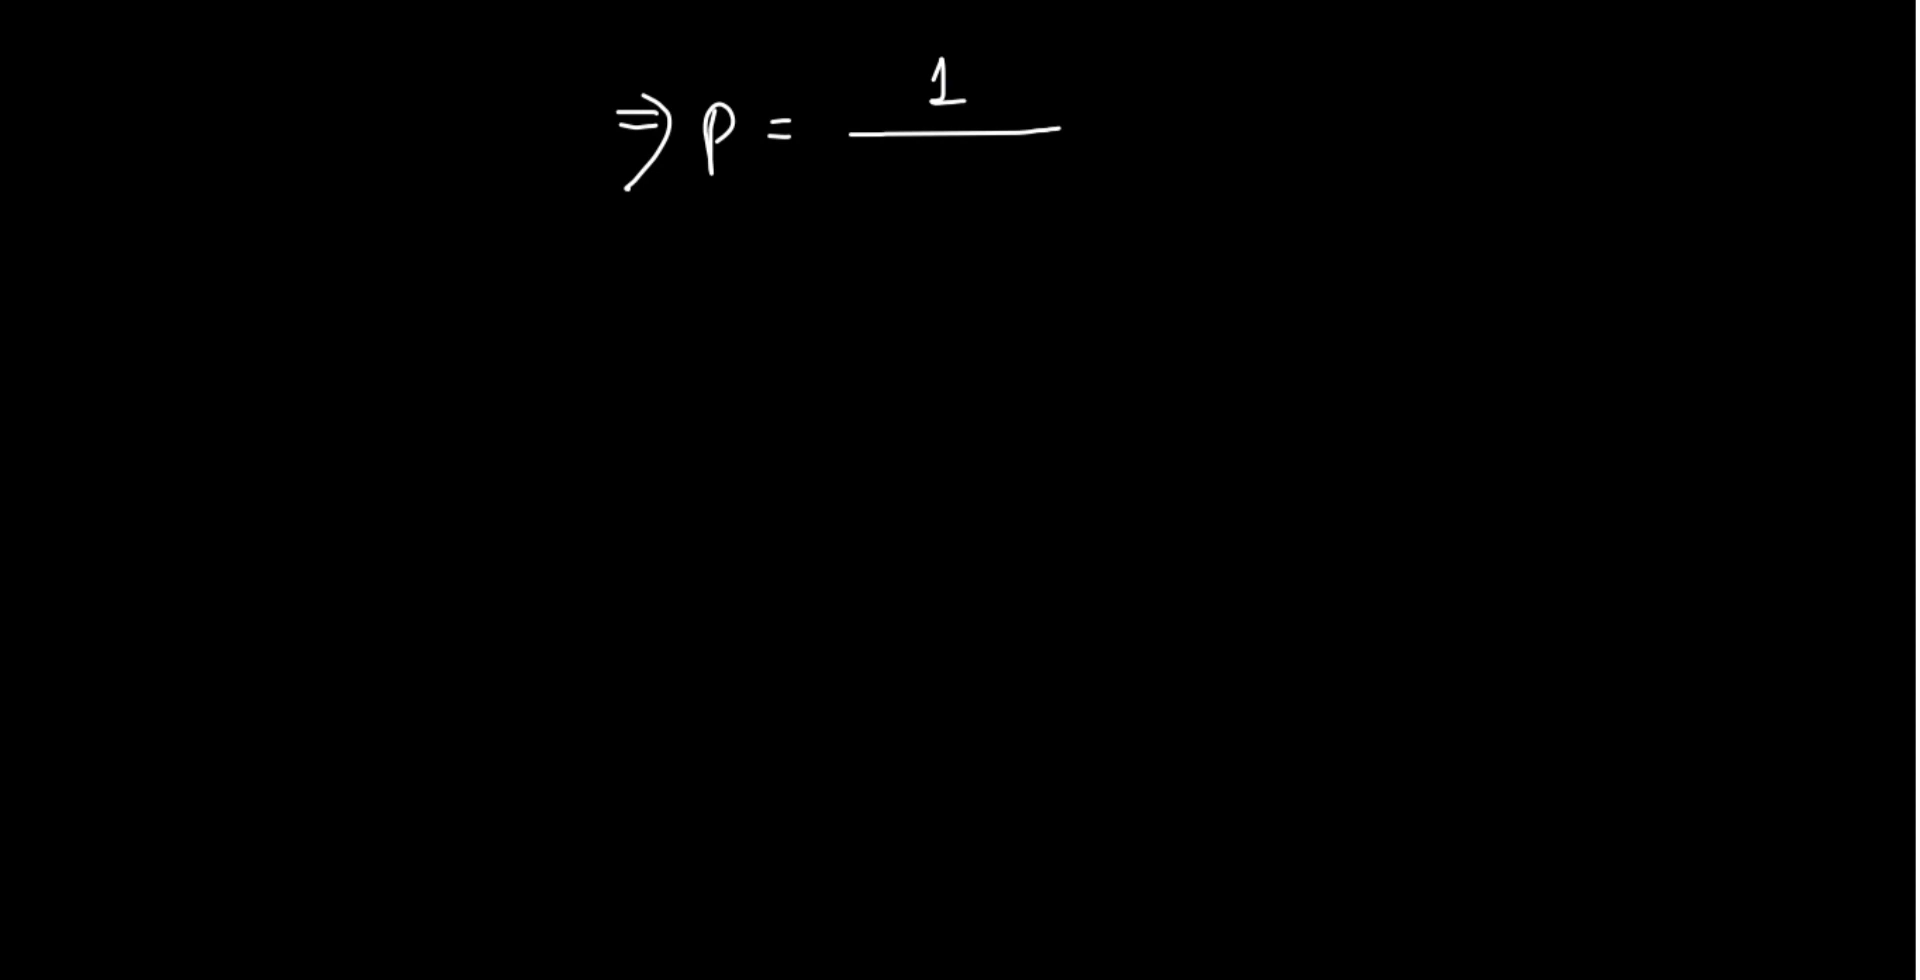 ⇒ p = 1/